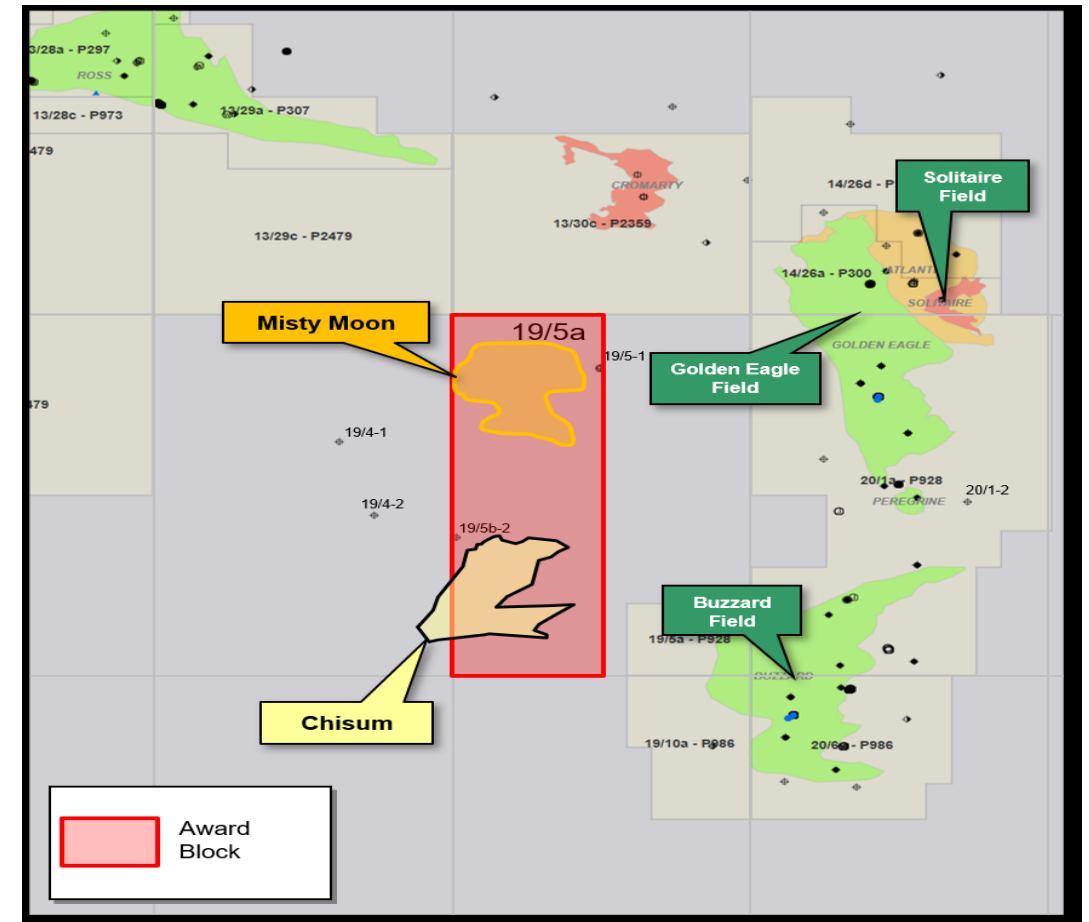 3/28a - P297
ROSS
13/28c - P973
13/29a - P307
479
CROMARTY
14/26d - P
Solitaire
Field
13/29c - P2479
13/30c - P2359
14/26a - P300
ATLANT
SOLITAIRE
Misty Moon
19/5a
19/5-1
GOLDEN EAGLE
Golden Eagle
Field
479
19/4-1
20/1a - P928
20/1-2
PEREGRINE
19/4-2
19/5b-2
Buzzard
Field
19/5a - P928
BUZZARD
Chisum
19/10a - P986
20/6a - P986
Award
Block